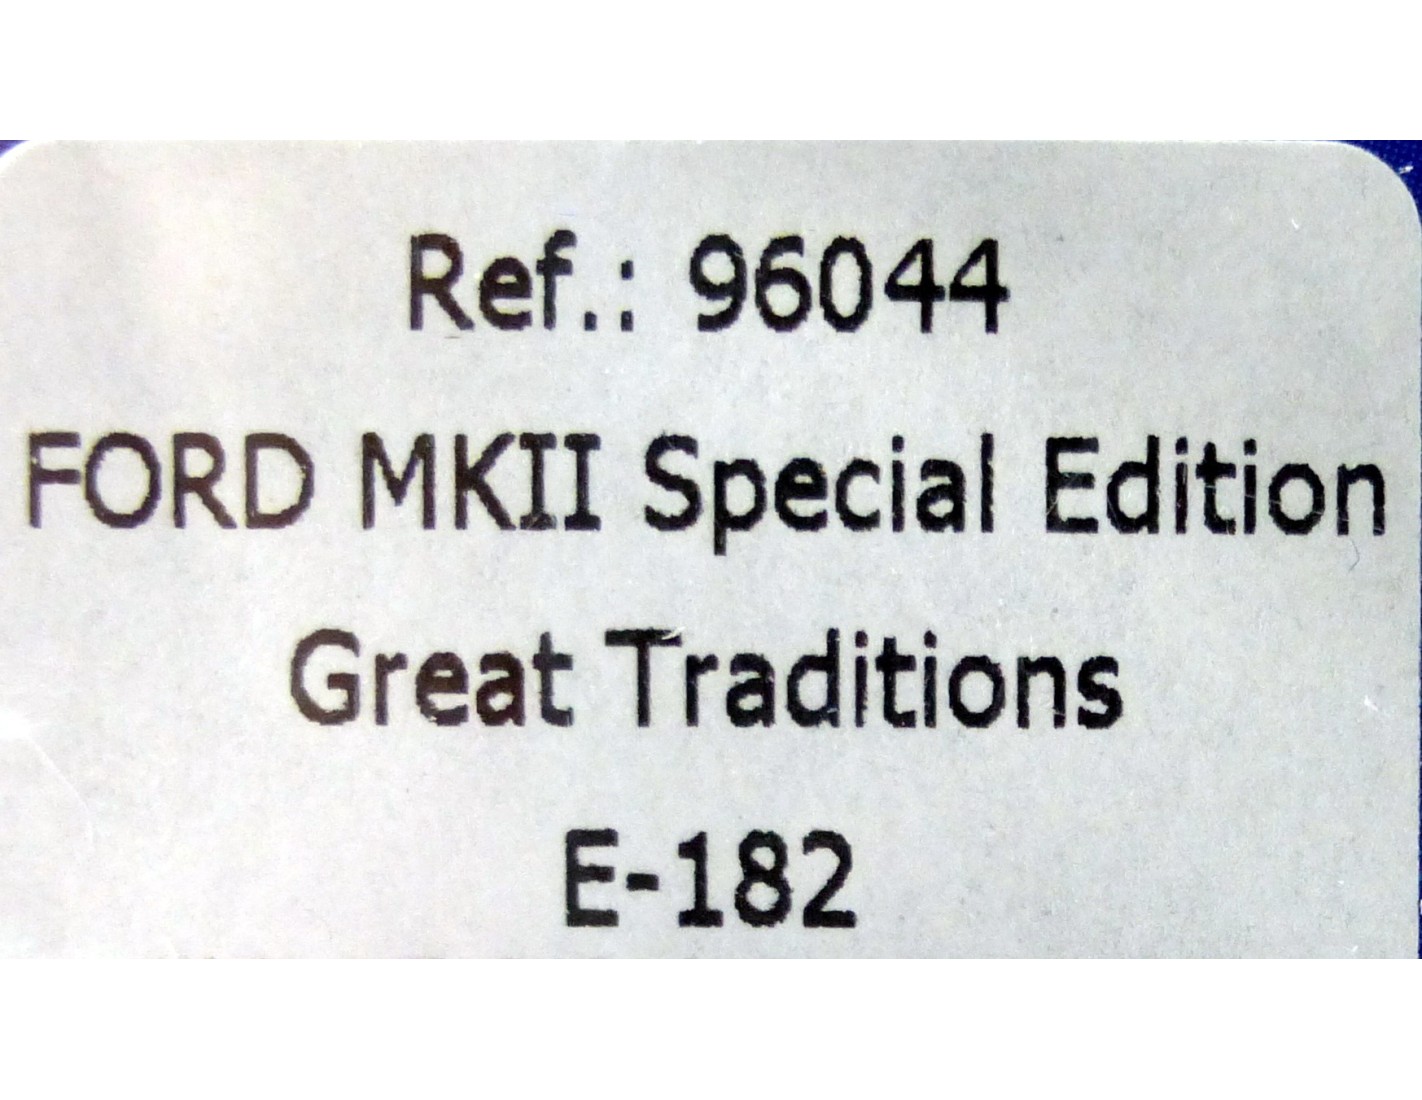 Ref.: 96044
FORD MKII Special Edition
Great Traditions
E-182